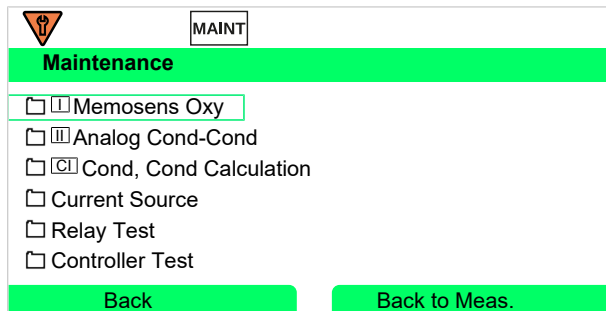 MAINT
Maintenance
I Memosens Oxy
II Analog Cond-Cond
CI Cond, Cond Calculation
Current Source
Relay Test
Controller Test
Back Back to Meas.